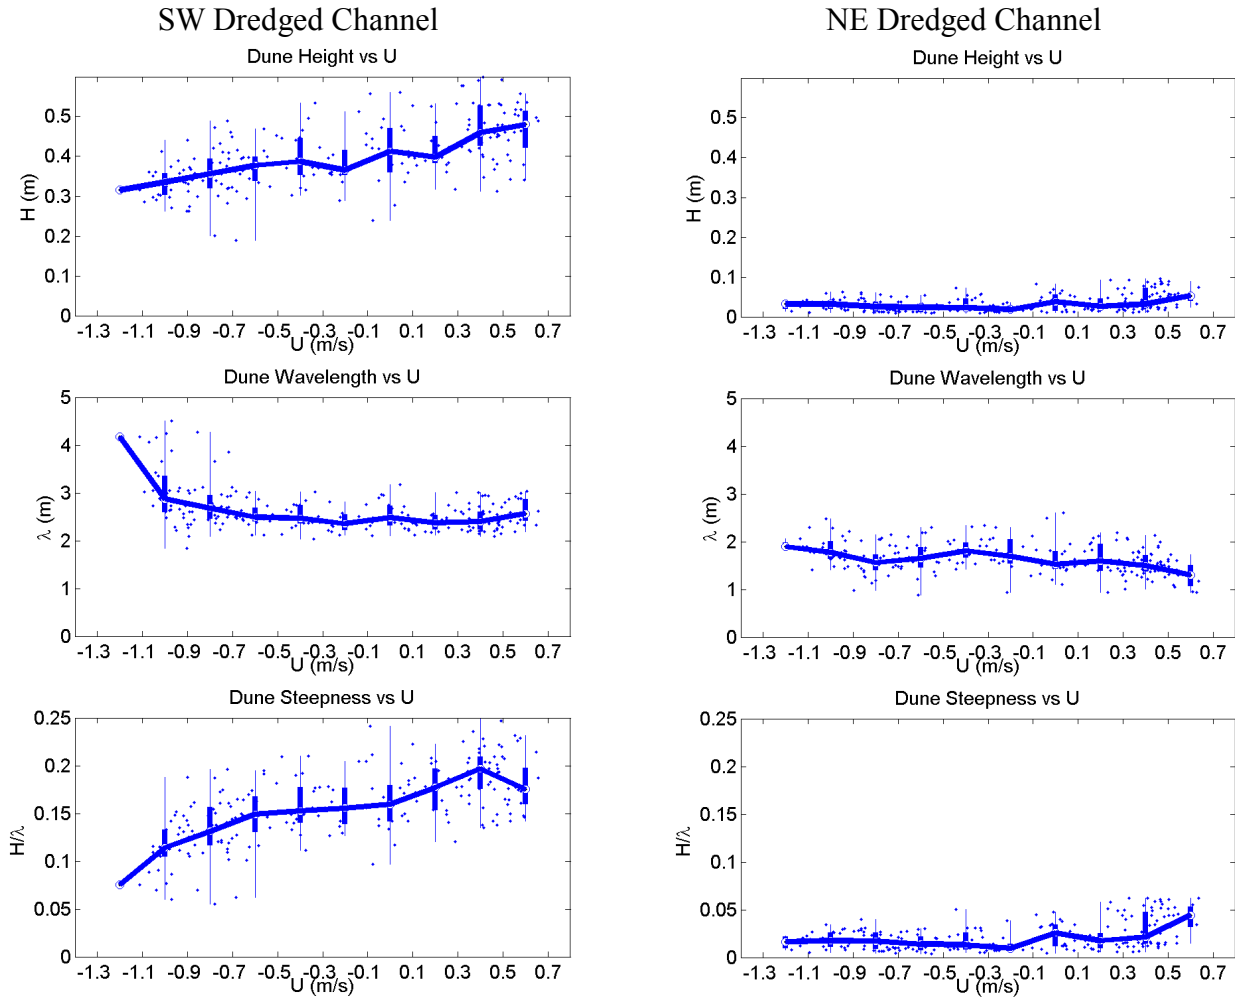 SW Dredged Channel
Dune Height vs U
H (m)
0.5
0.4
0.3
0.2
0.1
0
-1.3 -1.1 -0.9 -0.7 -0.5 -0.3 -0.1 0.1 0.3 0.5 0.7
U (m/s)
Dune Wavelength vs U
λ (m)
5
4
3
2
1
0
-1.3 -1.1 -0.9 -0.7 -0.5 -0.3 -0.1 0.1 0.3 0.5 0.7
U (m/s)
Dune Steepness vs U
H/λ
0.25
0.2
0.15
0.1
0.05
0
-1.3 -1.1 -0.9 -0.7 -0.5 -0.3 -0.1 0.1 0.3 0.5 0.7
U (m/s)
NE Dredged Channel
Dune Height vs U
H (m)
0.5
0.4
0.3
0.2
0.1
0
-1.3 -1.1 -0.9 -0.7 -0.5 -0.3 -0.1 0.1 0.3 0.5 0.7
U (m/s)
Dune Wavelength vs U
λ (m)
5
4
3
2
1
0
-1.3 -1.1 -0.9 -0.7 -0.5 -0.3 -0.1 0.1 0.3 0.5 0.7
U (m/s)
Dune Steepness vs U
H/λ
0.25
0.2
0.15
0.1
0.05
0
-1.3 -1.1 -0.9 -0.7 -0.5 -0.3 -0.1 0.1 0.3 0.5 0.7
U (m/s)